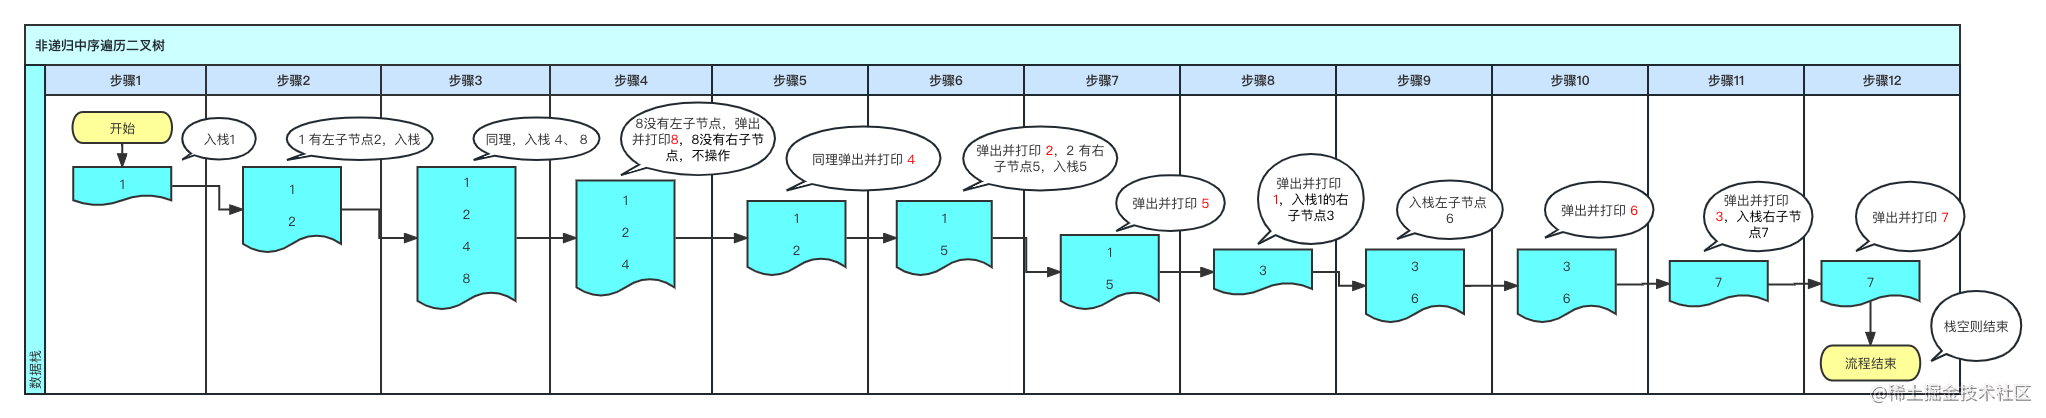 非递归中序遍历二叉树
数据栈
步骤1
步骤2
步骤3
步骤4
步骤5
步骤6
步骤7
步骤8
步骤9
步骤10
步骤11
步骤12
开始
1
入栈1
1
2
1 有左子节点2，入栈
1
2
4
8
同理，入栈 4、 8
1
2
4
8没有左子节点，弹出
并打印8，8没有右子节
点，不操作
1
2
同理弹出并打印 4
1
5
弹出并打印 2，2 有右
子节点5，入栈5
1
5
弹出并打印 5
3
弹出并打印
1，入栈1的右
子节点3
3
6
入栈左子节点
6
3
6
弹出并打印 6
7
弹出并打印
3，入栈右子节
点7
7
弹出并打印 7
栈空则结束
流程结束
@稀土掘金技术社区